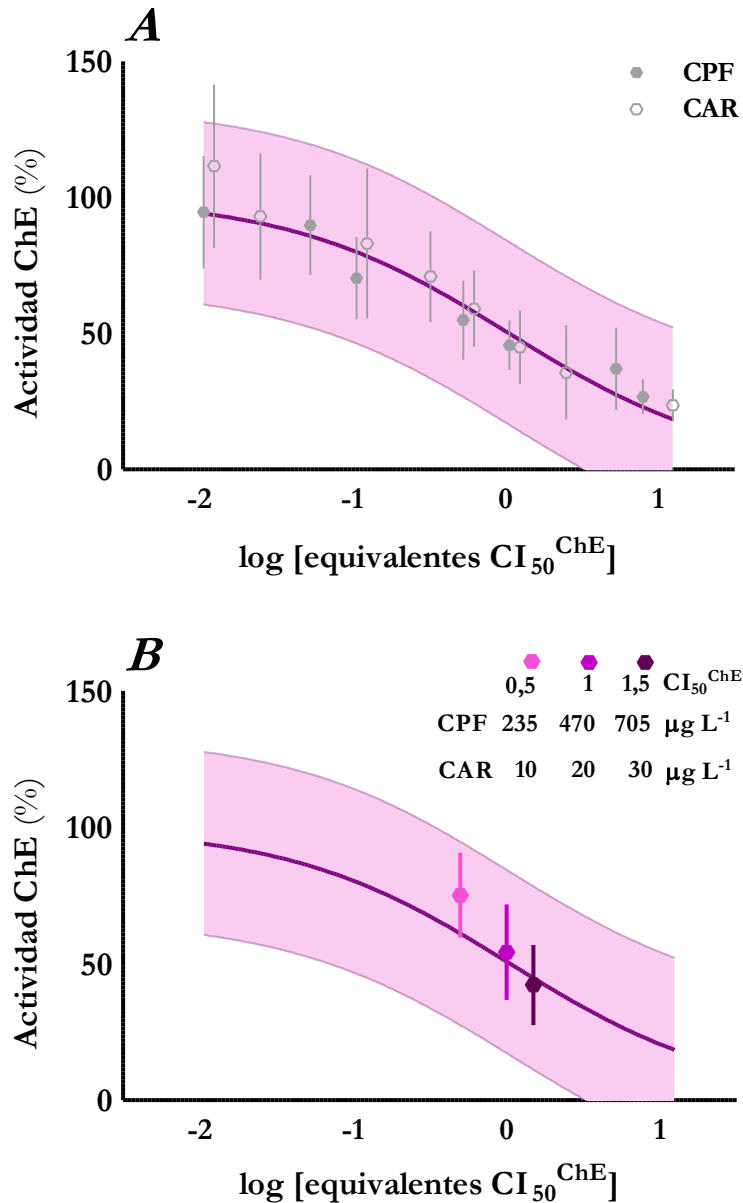 A
150
100
50
0
Actividad ChE (%)
CPF
CAR
-2 -1 0 1
log [equivalentes CI50ChE]
B
150
100
50
0
Actividad ChE (%)
0,5 1 1,5 CI50ChE
CPF 235 470 705 µg L-1
CAR 10 20 30 µg L-1
-2 -1 0 1
log [equivalentes CI50ChE]